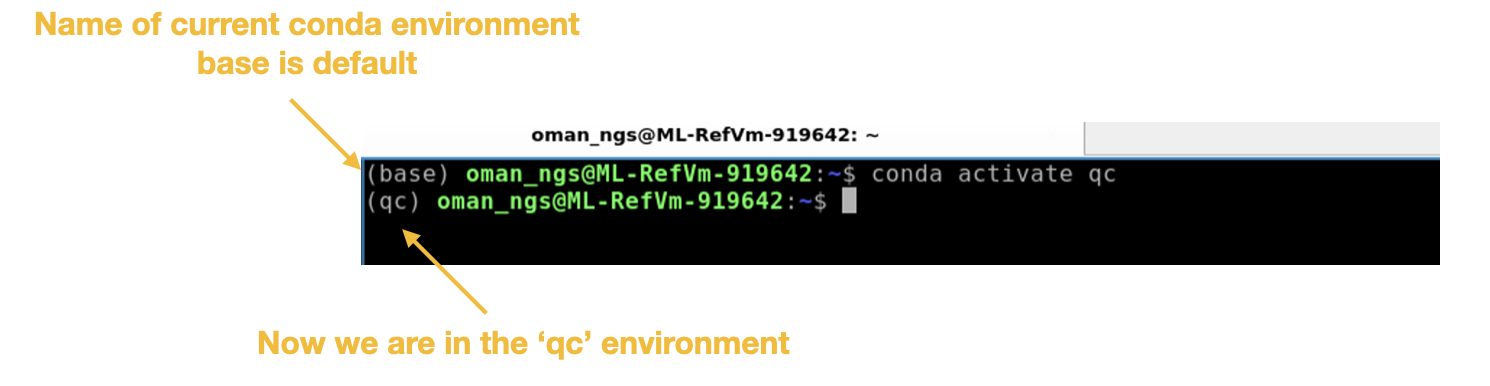 Name of current conda environment
base is default
oman_ngs@ML-RefVm-919642: ~
(base) oman_ngs@ML-RefVm-919642:~$ conda activate qc
(qc) oman_ngs@ML-RefVm-919642:~$
Now we are in the ‘qc’ environment